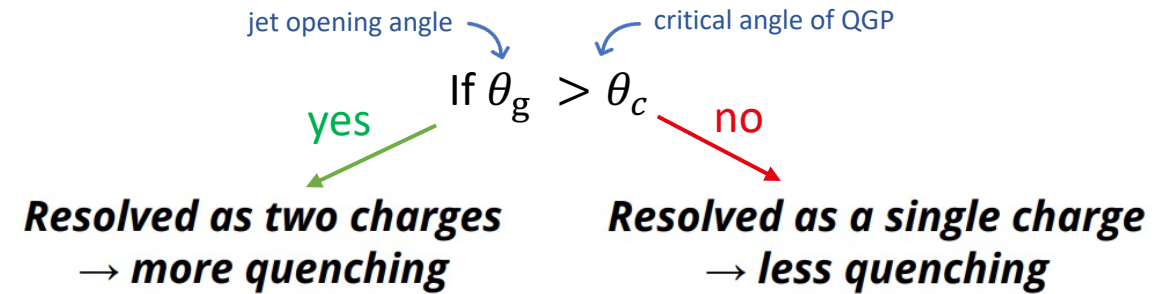 jet opening angle
critical angle of QGP
If θg > θc
yes
no
Resolved as two charges
→ more quenching
Resolved as a single charge
→ less quenching